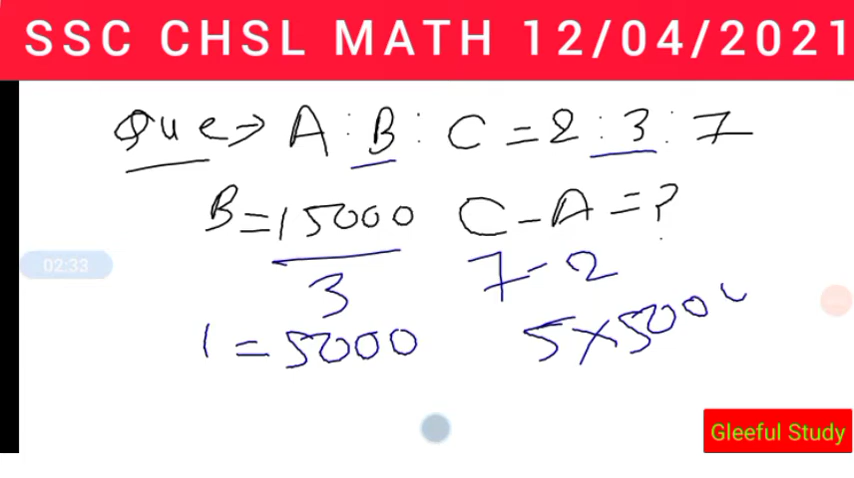 SSC CHSL MATH 12/04/2021
Que => A : B : C = 2 : 3 : 7
B = 15000 C - A = ?
02:33
3 7 - 2
1 = 5000 5 × 5000
Gleeful Study